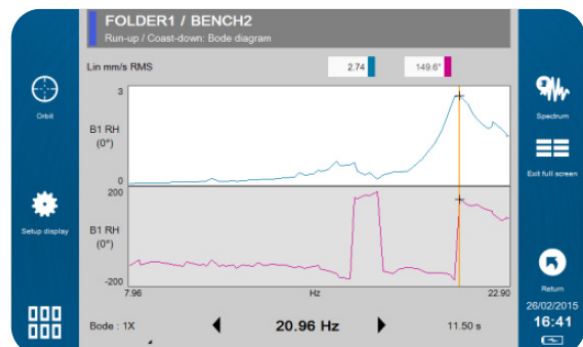 FOLDER1 / BENCH2
Run-up / Coast-down: Bode diagram
Lin mm/s RMS
2.74
149.6°
3
B1 RH
(0°)
0
200
B1 RH
(0°)
-200
7.96
Hz
22.90
Bode : 1X
20.96 Hz
11.50 s
Orbit
Setup display
Spectrum
Exit full screen
Return
26/02/2015
16:41